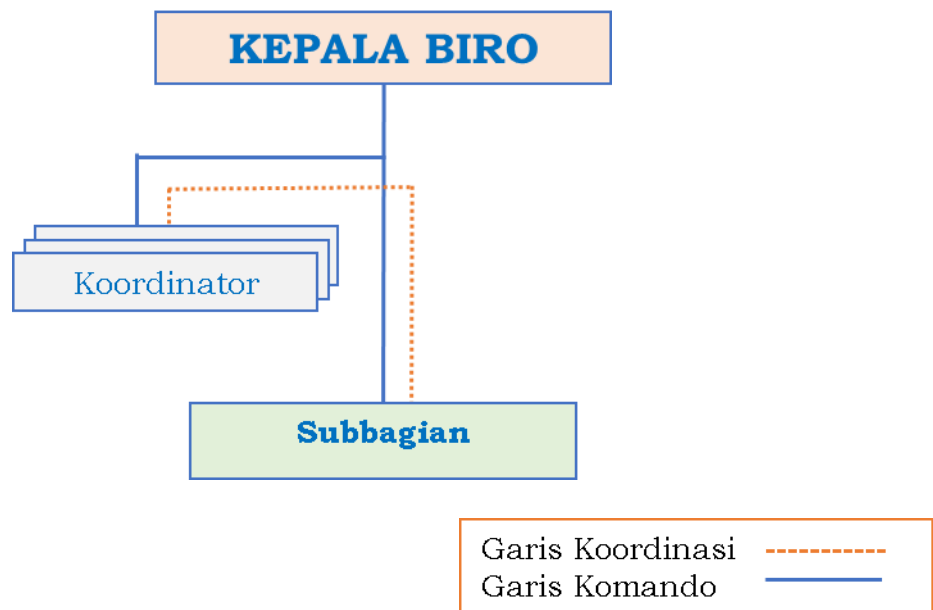 KEPALA BIRO
Koordinator
Subbagian
Garis Koordinasi
Garis Komando